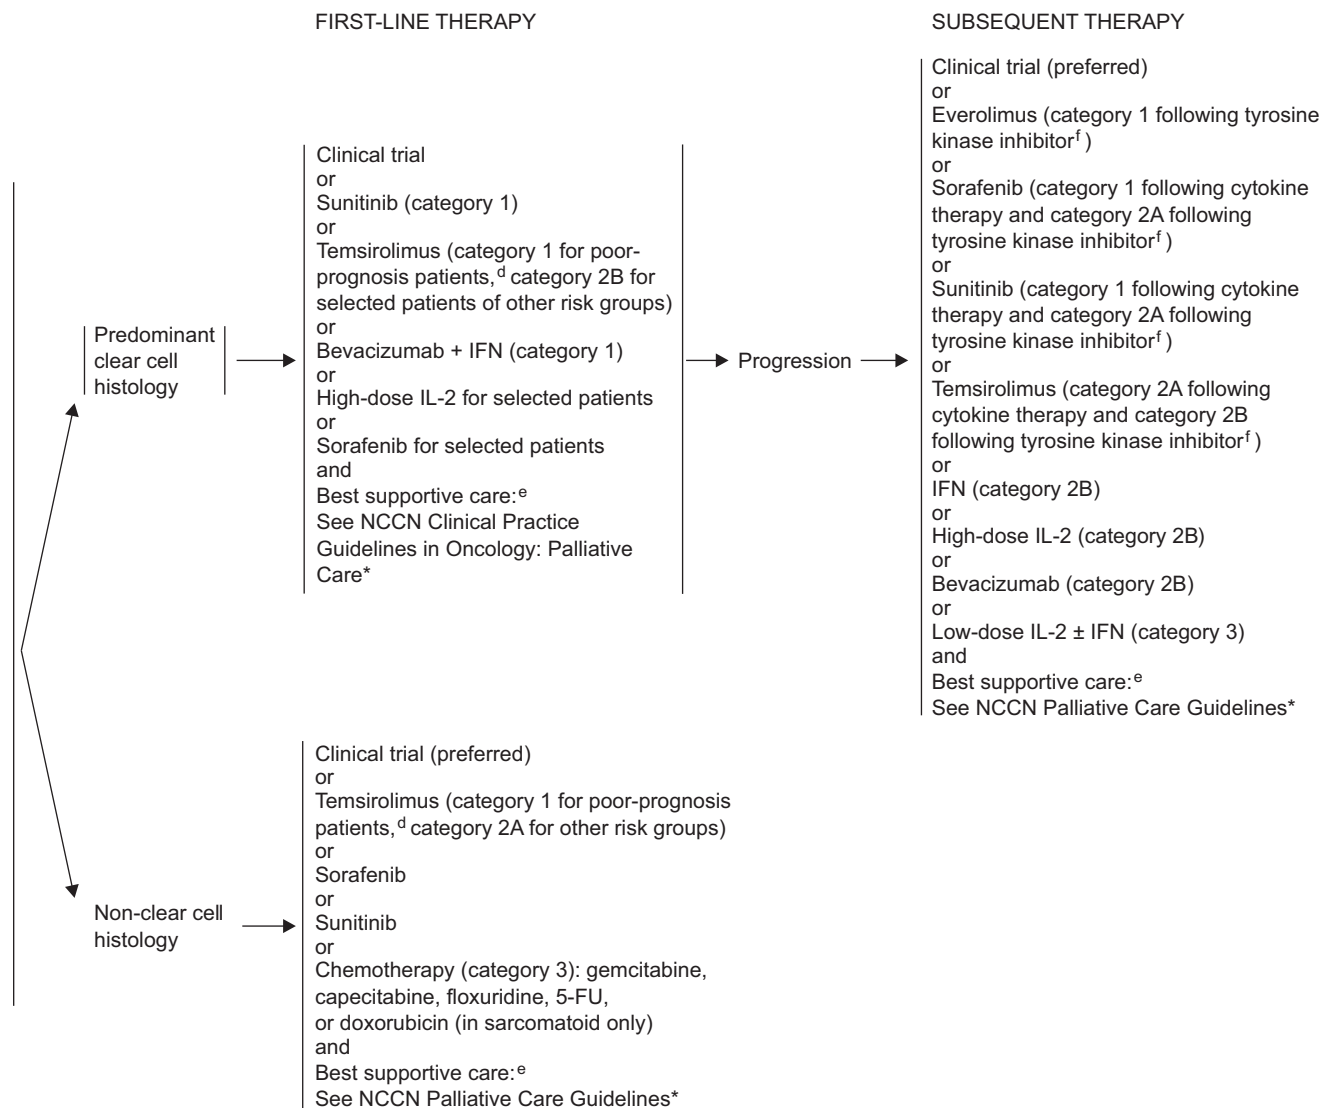 FIRST-LINE THERAPY
SUBSEQUENT THERAPY
Predominant
clear cell
histology
Clinical trial
or
Sunitinib (category 1)
or
Temsirolimus (category 1 for poor-
prognosis patients,d category 2B for
selected patients of other risk groups)
or
Bevacizumab + IFN (category 1)
or
High-dose IL-2 for selected patients
or
Sorafenib for selected patients
and
Best supportive care:e
See NCCN Clinical Practice
Guidelines in Oncology: Palliative
Care*
Progression
Clinical trial (preferred)
or
Everolimus (category 1 following tyrosine
kinase inhibitorf )
or
Sorafenib (category 1 following cytokine
therapy and category 2A following
tyrosine kinase inhibitorf )
or
Sunitinib (category 1 following cytokine
therapy and category 2A following
tyrosine kinase inhibitorf )
or
Temsirolimus (category 2A following
cytokine therapy and category 2B
following tyrosine kinase inhibitorf )
or
IFN (category 2B)
or
High-dose IL-2 (category 2B)
or
Bevacizumab (category 2B)
or
Low-dose IL-2 ± IFN (category 3)
and
Best supportive care:e
See NCCN Palliative Care Guidelines*
Non-clear cell
histology
Clinical trial (preferred)
or
Temsirolimus (category 1 for poor-prognosis
patients,d category 2A for other risk groups)
or
Sorafenib
or
Sunitinib
or
Chemotherapy (category 3): gemcitabine,
capecitabine, floxuridine, 5-FU,
or doxorubicin (in sarcomatoid only)
and
Best supportive care:e
See NCCN Palliative Care Guidelines*